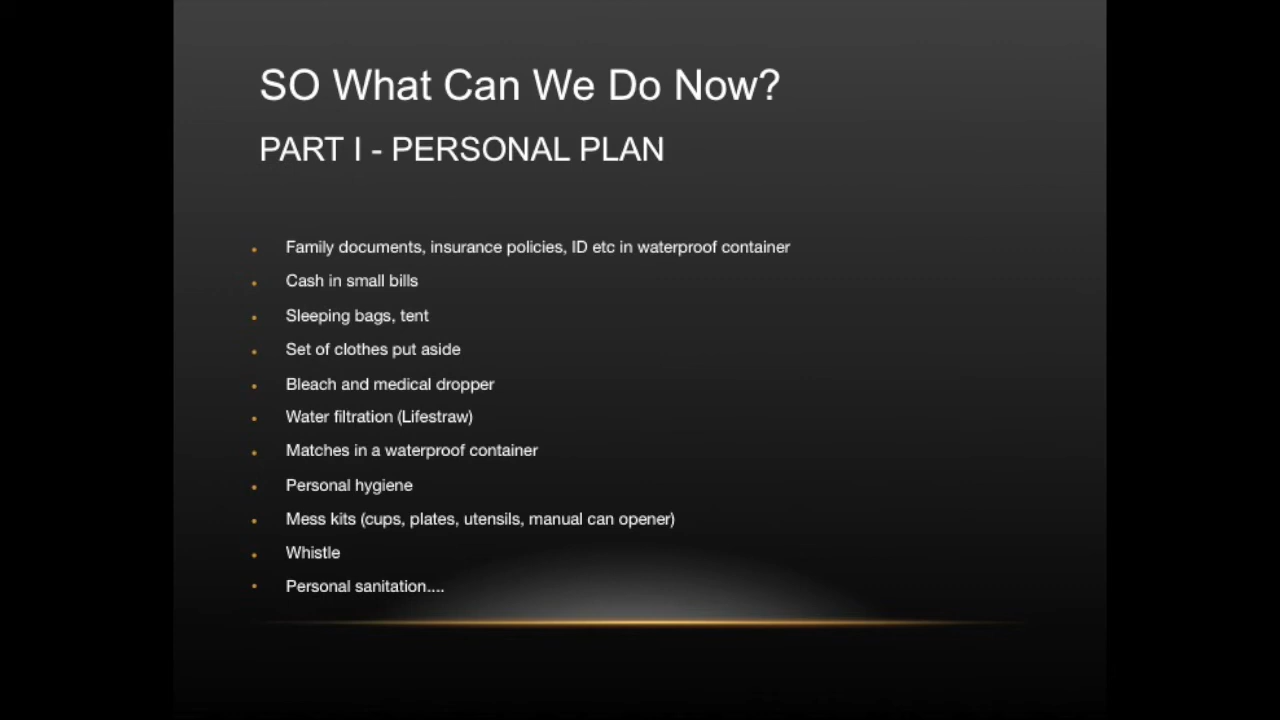 SO What Can We Do Now?
PART I - PERSONAL PLAN
• Family documents, insurance policies, ID etc in waterproof container
• Cash in small bills
• Sleeping bags, tent
• Set of clothes put aside
• Bleach and medical dropper
• Water filtration (Lifestraw)
• Matches in a waterproof container
• Personal hygiene
• Mess kits (cups, plates, utensils, manual can opener)
• Whistle
• Personal sanitation....